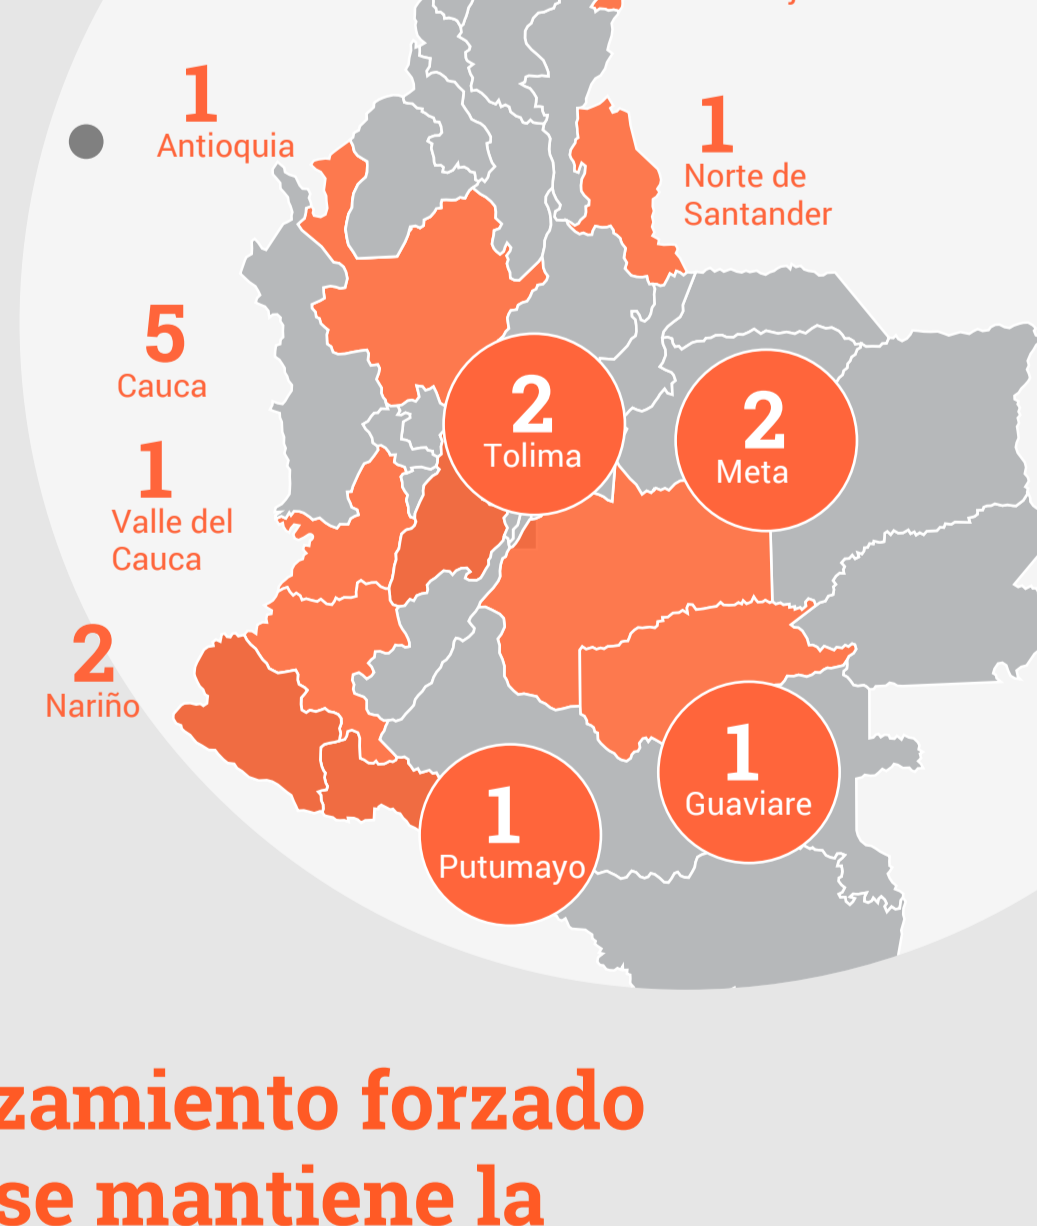 1
Antioquia
1
Norte de
Santander
5
Cauca
2
Tolima
2
Meta
1
Valle del
Cauca
2
Nariño
1
Guaviare
1
Putumayo
zamiento forzado
se mantiene la